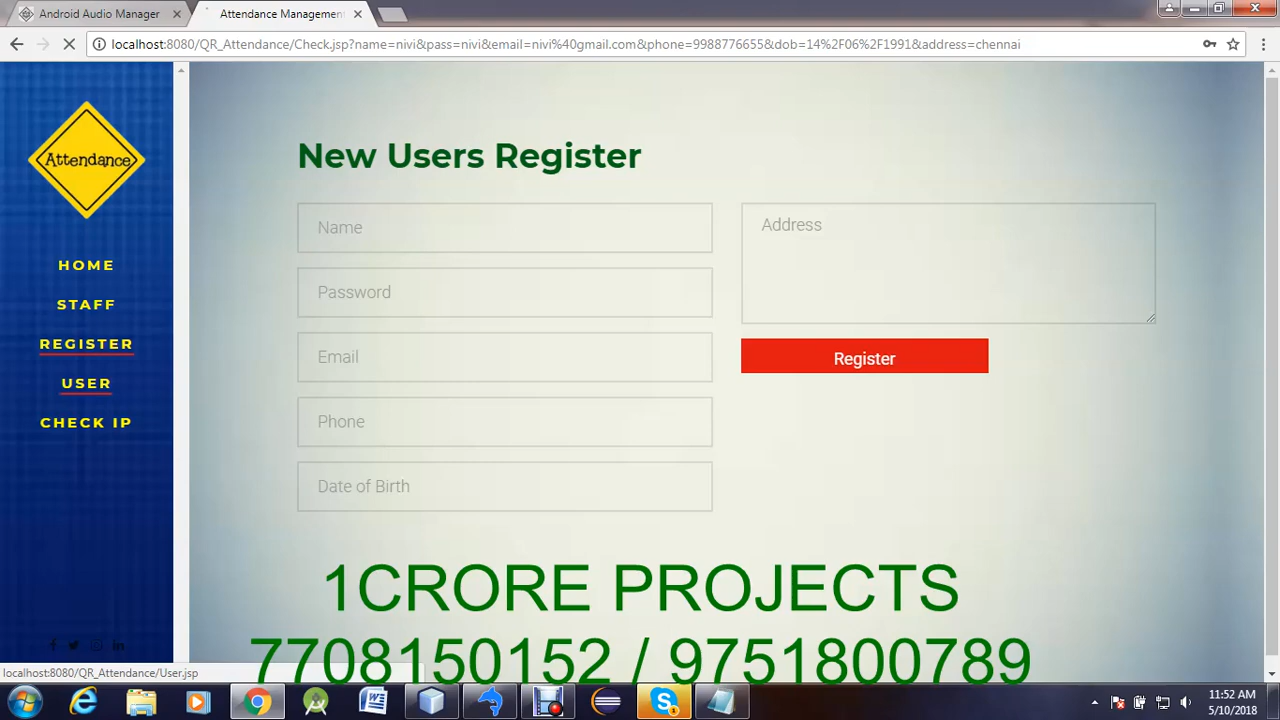 Android Audio Manager
Attendance Management
localhost:8080/QR_Attendance/Check.jsp?name=nivi&pass=nivi&email=nivi%40gmail.com&phone=9988776655&dob=14%2F06%2F1991&address=chennai
Attendance
HOME
STAFF
REGISTER
USER
CHECK IP
New Users Register
Name
Password
Email
Phone
Date of Birth
Address
Register
1CRORE PROJECTS
7708150152 / 9751800789
localhost:8080/QR_Attendance/User.jsp
11:52 AM
5/10/2018